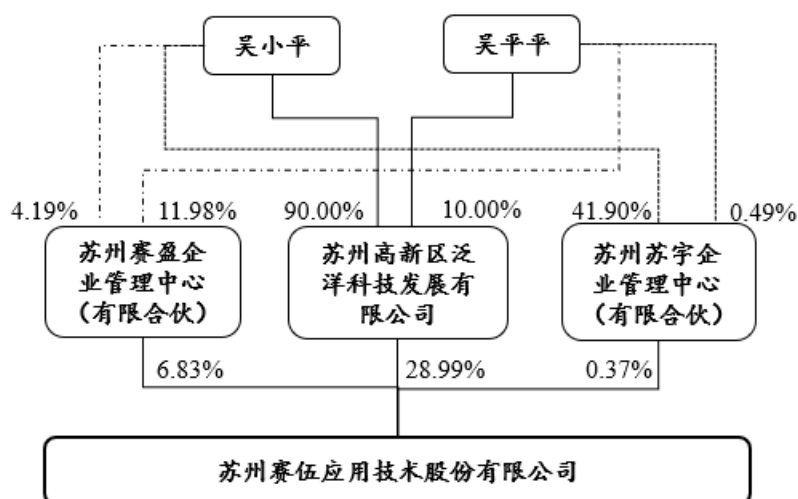 吴小平
吴平平
4.19%
11.98%
90.00%
10.00%
41.90%
0.49%
苏州赛盈企
业管理中心
（有限合伙）
苏州高新区泛
洋科技发展有
限公司
苏州苏宇企
业管理中心
（有限合伙）
6.83%
28.99%
0.37%
苏州赛伍应用技术股份有限公司